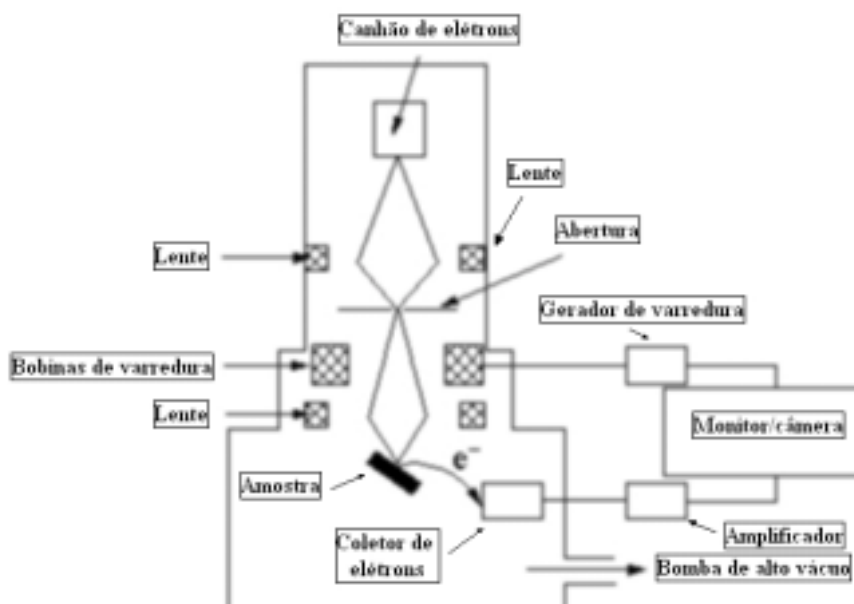 Canhão de elétrons
Lente
Abertura
Lente
Gerador de varredura
Bobinas de varredura
Lente
Monitor/câmera
e−
Amostra
Coletor de
elétrons
Amplificador
Bomba de alto vácuo